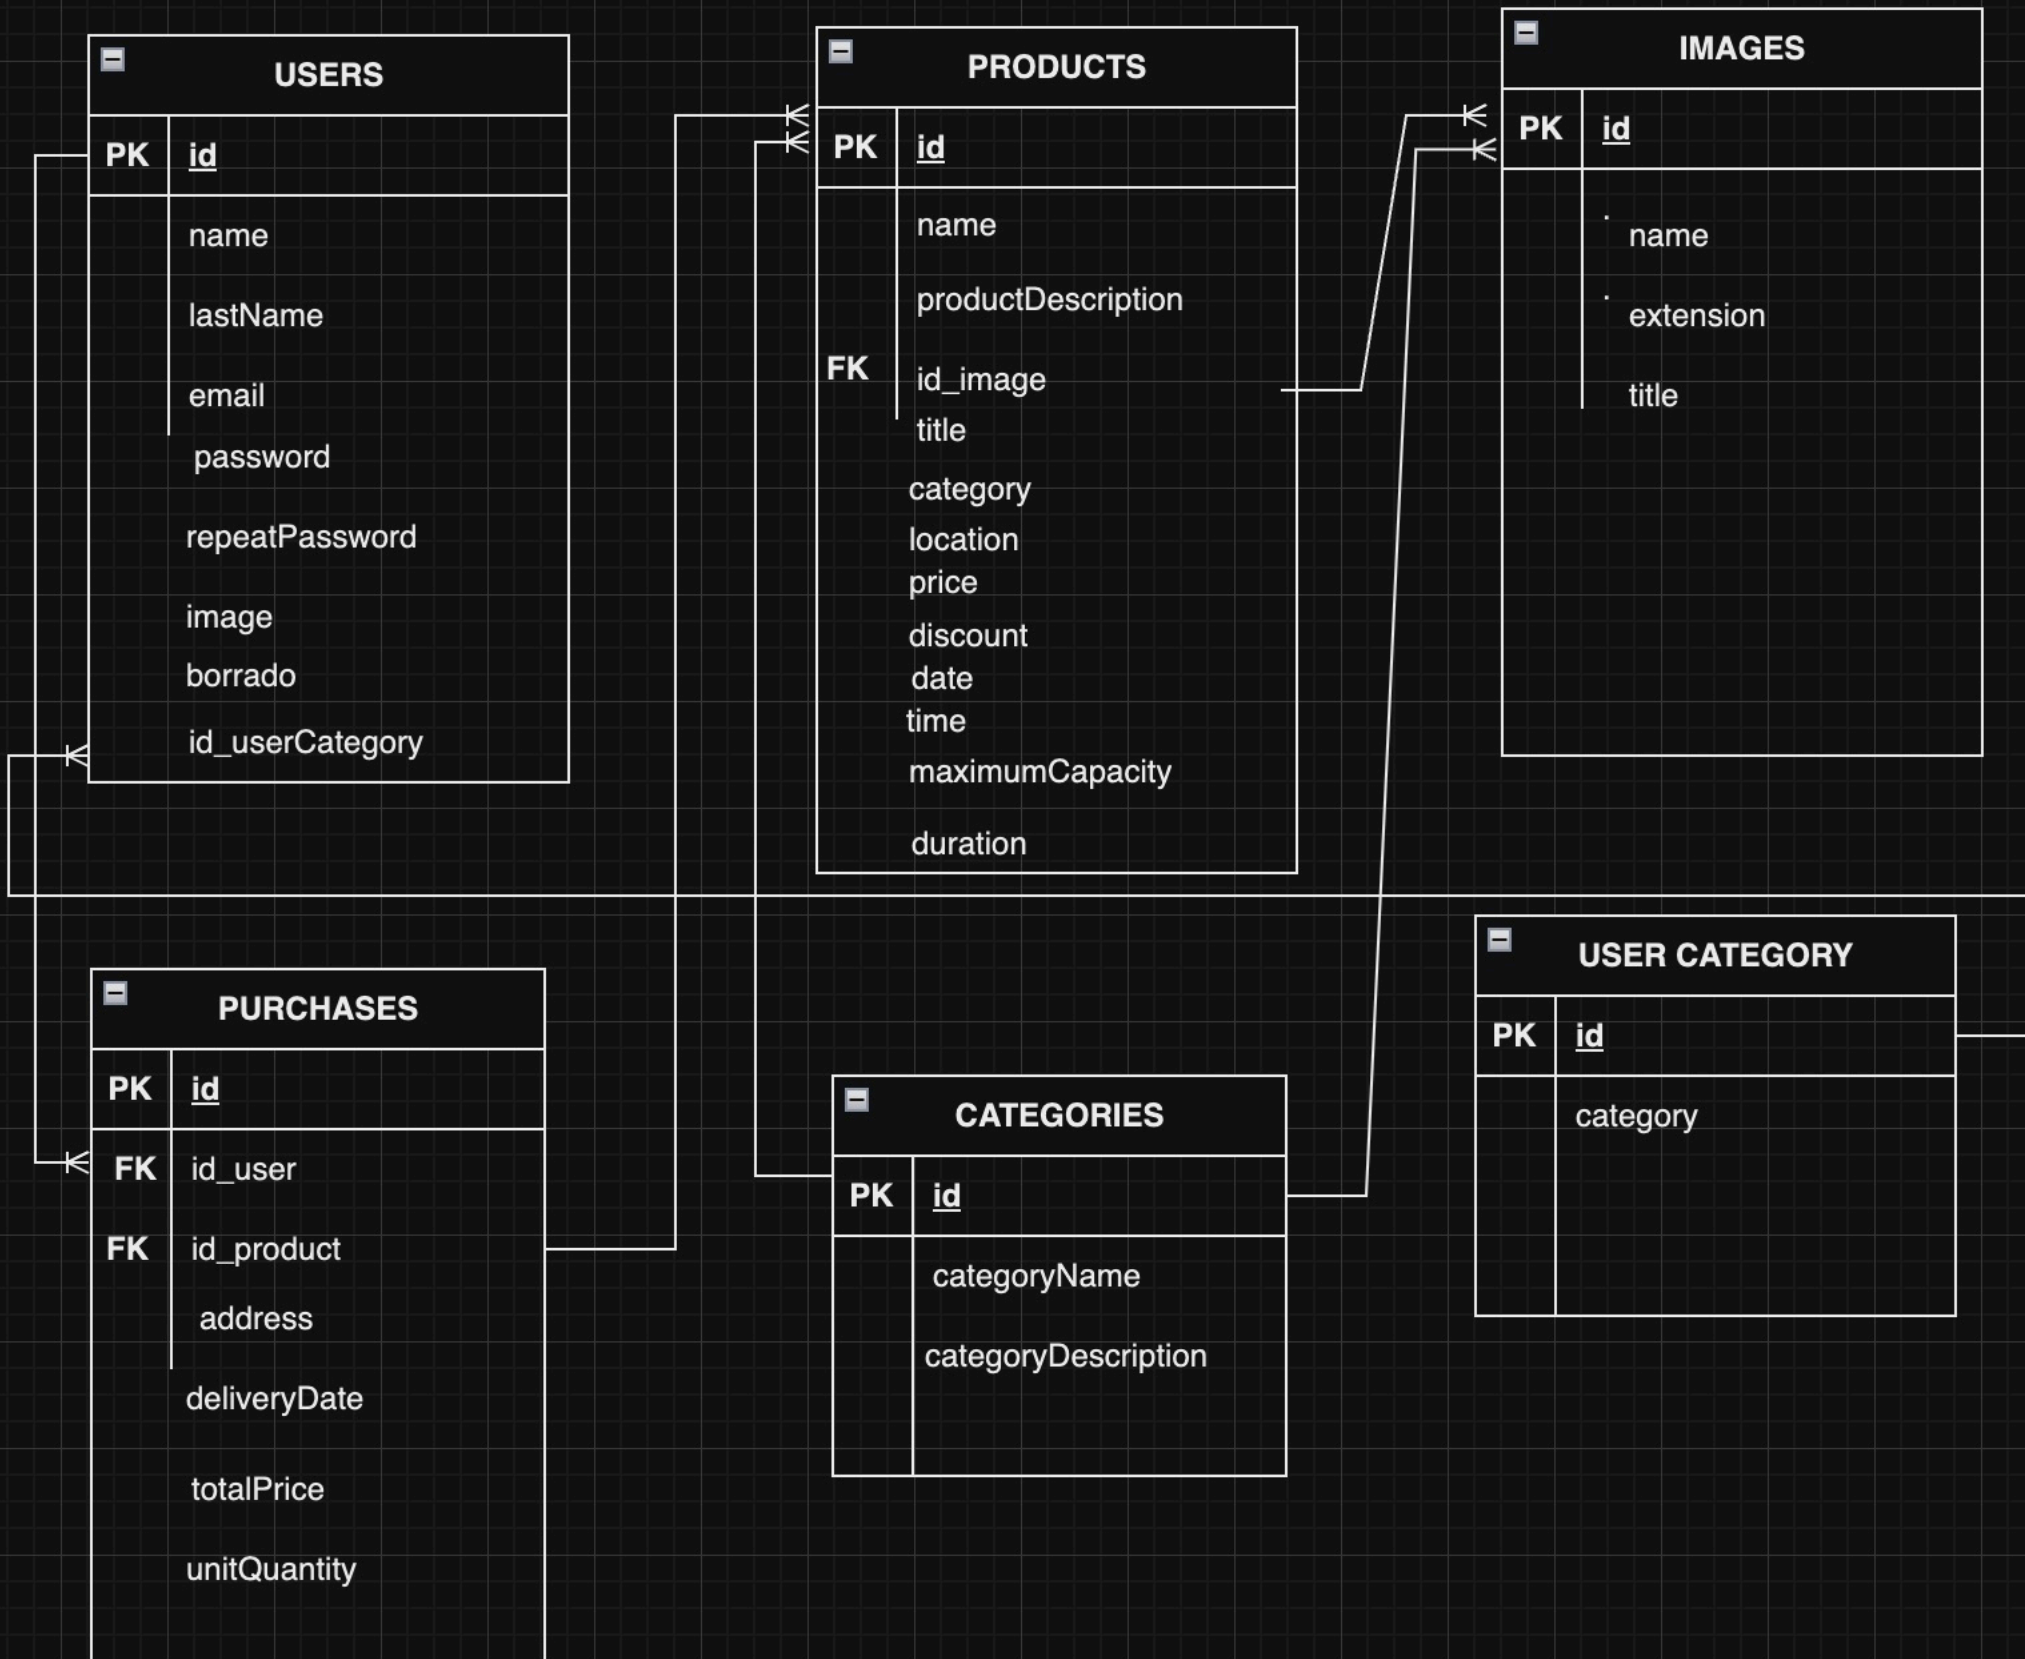 USERS
PK id
name
lastName
email
password
repeatPassword
image
borrado
id_userCategory
PRODUCTS
PK id
name
productDescription
FK id_image
title
category
location
price
discount
date
time
maximumCapacity
duration
IMAGES
PK id
name
extension
title
PURCHASES
PK id
FK id_user
FK id_product
address
deliveryDate
totalPrice
unitQuantity
CATEGORIES
PK id
categoryName
categoryDescription
USER CATEGORY
PK id
category